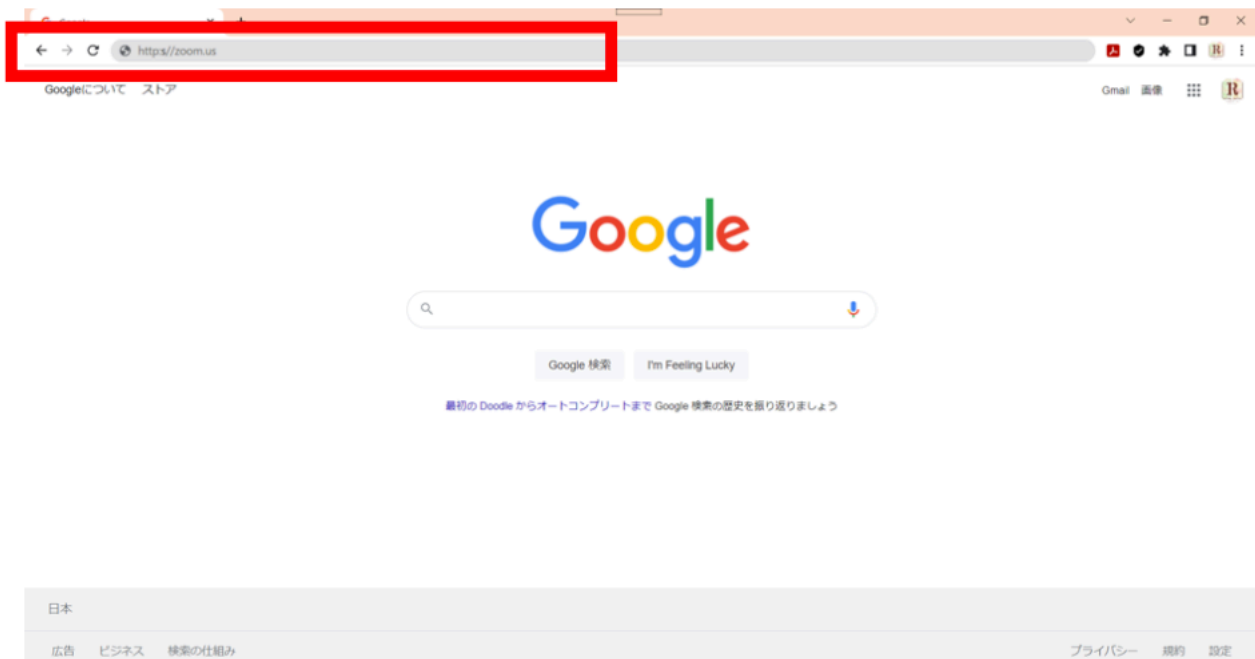 https://zoom.us
Googleについて ストア
Gmail 画像
R
Google
Google 検索 I'm Feeling Lucky
最初の Doodle からオートコンプリートまで Google 検索の歴史を振り返りましょう
日本
広告 ビジネス 検索の仕組み
プライバシー 規約 設定